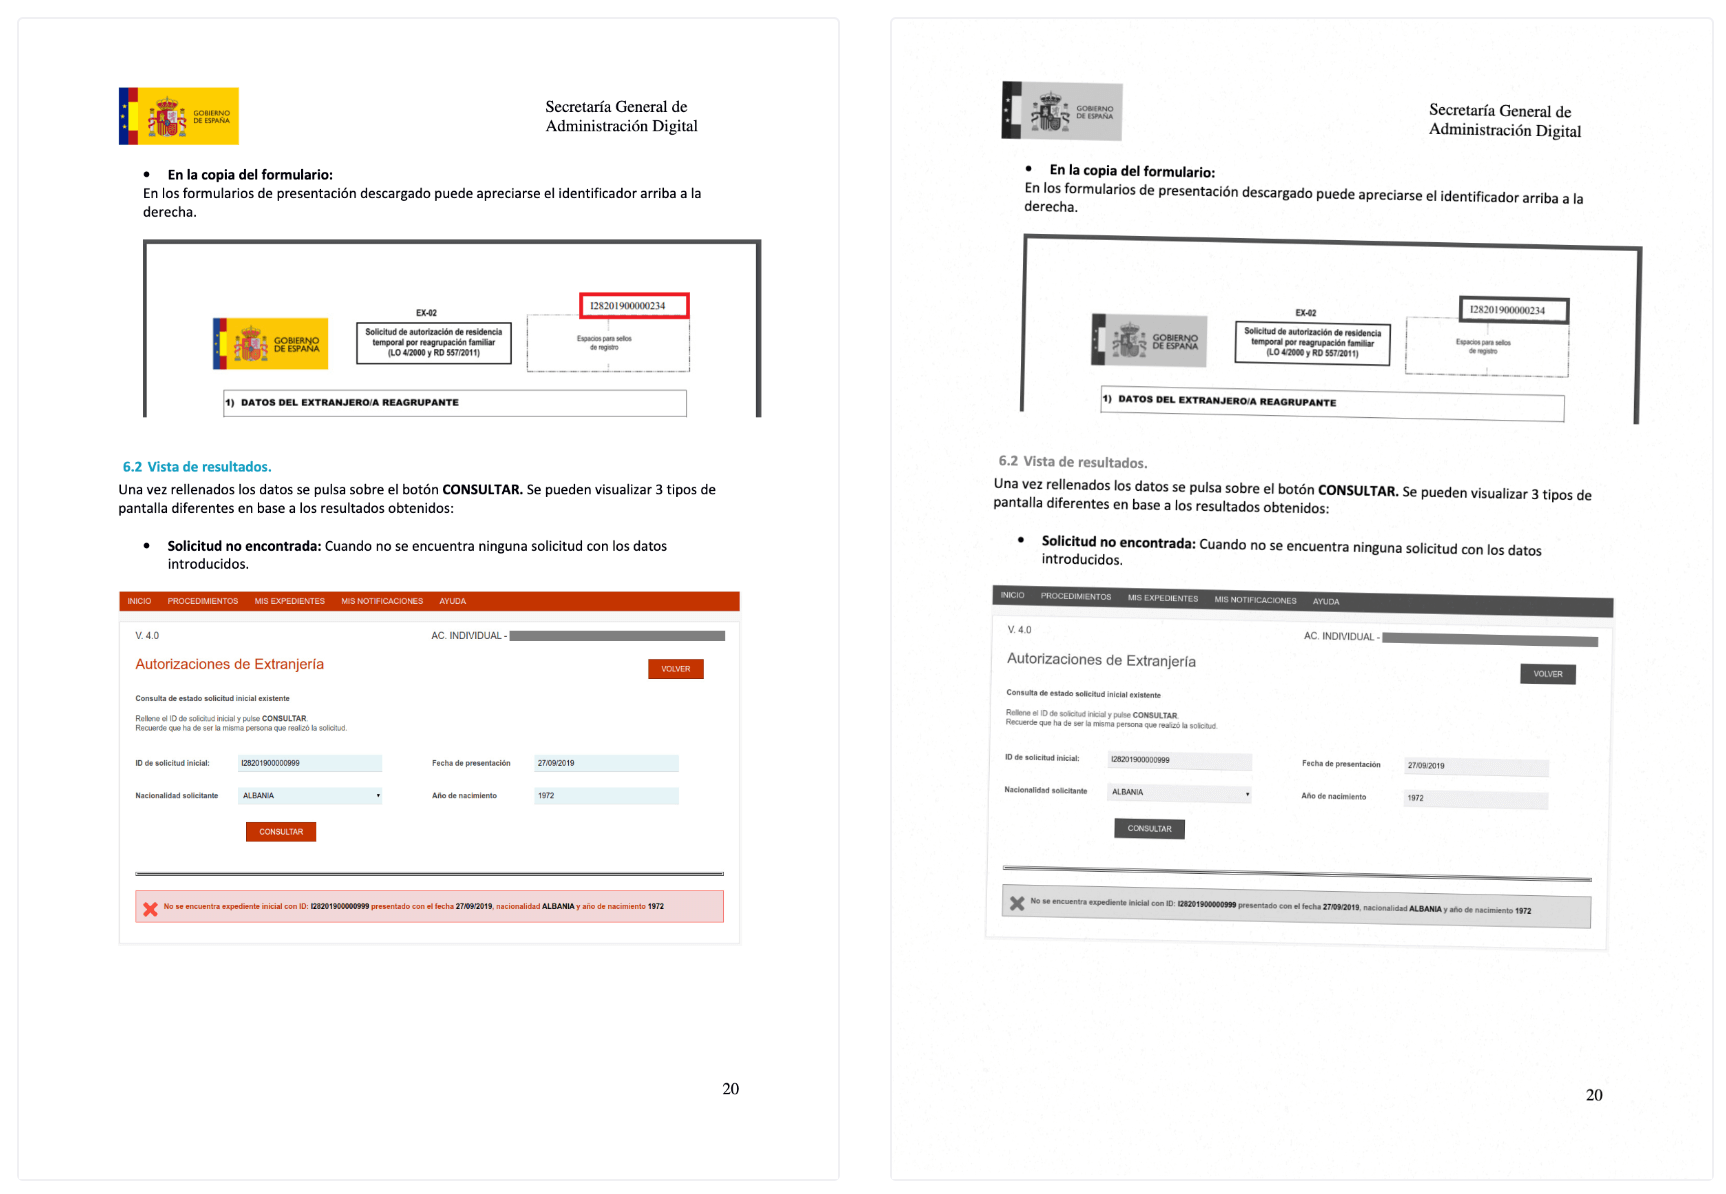 GOBIERNO
DE ESPAÑA
Secretaría General de
Administración Digital
• En la copia del formulario:
En los formularios de presentación descargado puede apreciarse el identificador arriba a la
derecha.
I28201900000234
EX-02
GOBIERNO
DE ESPAÑA
Solicitud de autorización de residencia
temporal por reagrupación familiar
(LO 4/2000 y RD 557/2011)
Espacios para sellos
de registro
1) DATOS DEL EXTRANJERO/A REAGRUPANTE
6.2 Vista de resultados.
Una vez rellenados los datos se pulsa sobre el botón CONSULTAR. Se pueden visualizar 3 tipos de
pantalla diferentes en base a los resultados obtenidos:
• Solicitud no encontrada: Cuando no se encuentra ninguna solicitud con los datos
introducidos.
INICIO PROCEDIMIENTOS MIS EXPEDIENTES MIS NOTIFICACIONES AYUDA
V. 4.0 AC. INDIVIDUAL -
Autorizaciones de Extranjería VOLVER
Consulta de estado solicitud inicial existente
Rellene el ID de solicitud inicial y pulse CONSULTAR.
Recuerde que ha de ser la misma persona que realizó la solicitud.
ID de solicitud inicial: I28201900000999 Fecha de presentación 27/09/2019
Nacionalidad solicitante ALBANIA Año de nacimiento 1972
CONSULTAR
No se encuentra expediente inicial con ID: I28201900000999 presentado con el fecha 27/09/2019, nacionalidad ALBANIA y año de nacimiento 1972
20
GOBIERNO
DE ESPAÑA
Secretaría General de
Administración Digital
• En la copia del formulario:
En los formularios de presentación descargado puede apreciarse el identificador arriba a la
derecha.
I28201900000234
EX-02
GOBIERNO
DE ESPAÑA
Solicitud de autorización de residencia
temporal por reagrupación familiar
(LO 4/2000 y RD 557/2011)
Espacios para sellos
de registro
1) DATOS DEL EXTRANJERO/A REAGRUPANTE
6.2 Vista de resultados.
Una vez rellenados los datos se pulsa sobre el botón CONSULTAR. Se pueden visualizar 3 tipos de
pantalla diferentes en base a los resultados obtenidos:
• Solicitud no encontrada: Cuando no se encuentra ninguna solicitud con los datos
introducidos.
INICIO PROCEDIMIENTOS MIS EXPEDIENTES MIS NOTIFICACIONES AYUDA
V. 4.0 AC. INDIVIDUAL -
Autorizaciones de Extranjería VOLVER
Consulta de estado solicitud inicial existente
Rellene el ID de solicitud inicial y pulse CONSULTAR.
Recuerde que ha de ser la misma persona que realizó la solicitud.
ID de solicitud inicial: I28201900000999 Fecha de presentación 27/09/2019
Nacionalidad solicitante ALBANIA Año de nacimiento 1972
CONSULTAR
No se encuentra expediente inicial con ID: I28201900000999 presentado con el fecha 27/09/2019, nacionalidad ALBANIA y año de nacimiento 1972
20